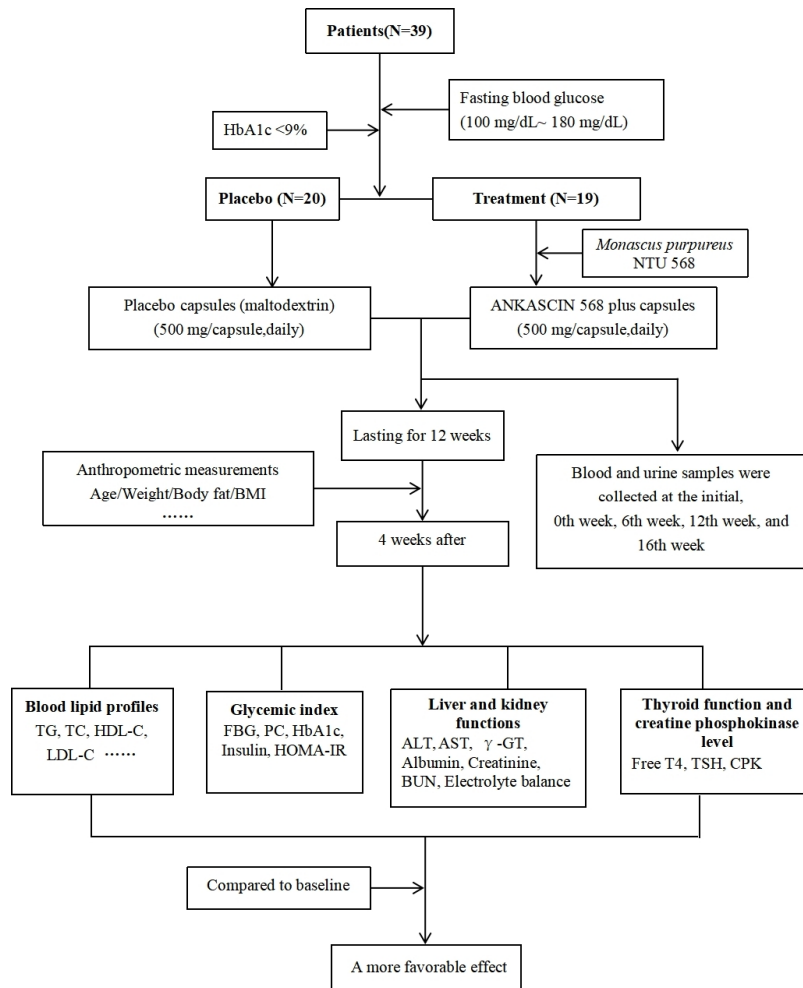 Patients(N=39)
Fasting blood glucose
(100 mg/dL~ 180 mg/dL)
HbA1c <9%
Placebo (N=20)
Treatment (N=19)
Monascus purpureus
NTU 568
Placebo capsules (maltodextrin)
(500 mg/capsule,daily)
ANKASCIN 568 plus capsules
(500 mg/capsule,daily)
Lasting for 12 weeks
Anthropometric measurements
Age/Weight/Body fat/BMI
……
Blood and urine samples were
collected at the initial,
0th week, 6th week, 12th week, and
16th week
4 weeks after
Blood lipid profiles
TG, TC, HDL-C,
LDL-C ……
Glycemic index
FBG, PC, HbA1c,
Insulin, HOMA-IR
Liver and kidney
functions
ALT, AST, γ-GT,
Albumin, Creatinine,
BUN, Electrolyte balance
Thyroid function and
creatine phosphokinase
level
Free T4, TSH, CPK
Compared to baseline
A more favorable effect